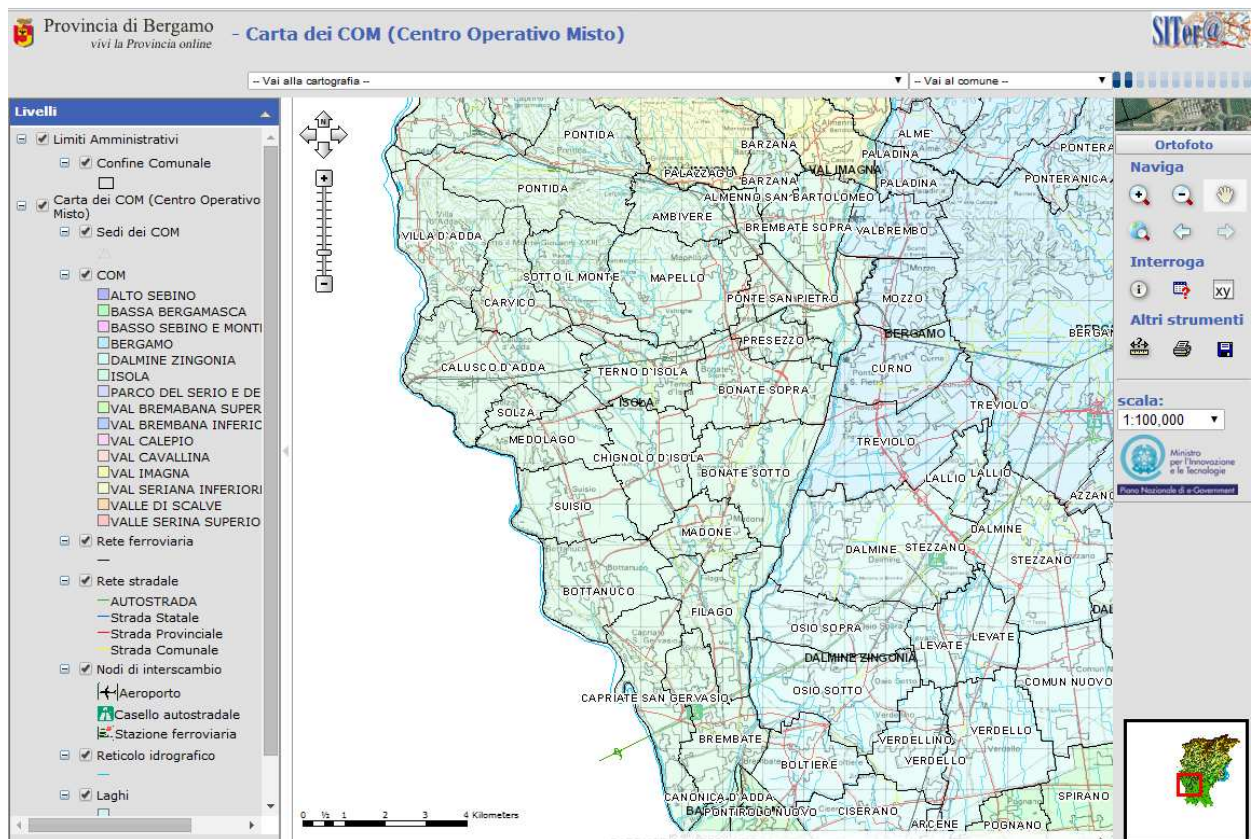 Provincia di Bergamo
vivi la Provincia online
- Carta dei COM (Centro Operativo Misto)
SITer@
-- Vai alla cartografia --
-- Vai al comune --
Livelli
Limiti Amministrativi
Confine Comunale
Carta dei COM (Centro Operativo
Misto)
Sedi dei COM
COM
ALTO SEBINO
BASSA BERGAMASCA
BASSO SEBINO E MONT
BERGAMO
DALMINE ZINGONIA
ISOLA
PARCO DEL SERIO E DE
VAL BREMABANA SUPER
VAL BREMBANA INFERIC
VAL CALEPIO
VAL CAVALLINA
VAL IMAGNA
VAL SERIANA INFERIORI
VALLE DI SCALVE
VALLE SERINA SUPERIO
Rete ferroviaria
Rete stradale
AUTOSTRADA
Strada Statale
Strada Provinciale
Strada Comunale
Nodi di interscambio
Aeroporto
Casello autostradale
Stazione ferroviaria
Reticolo idrografico
Laghi
N
PONTIDA
BARZANA
ALME
PALADINA
PONTERA
PALAZZAGO
BARZANA
VAL IMAGNA
PALADINA
PONTERANICA
PONTIDA
ALMENNO SAN BARTOLOMEO
AMBIVERE
BREMBATE SOPRA
VALBREMBO
VILLA D'ADDA
SOTTO IL MONTE
MAPELLO
CARVICO
PONTE SAN PIETRO
MOZZO
BERGAMO
BERGAM
PRESEZZO
CALUSCO D'ADDA
TERNO D'ISOLA
CURNO
BONATE SOPRA
ISOLA
SOLZA
TREVIOLO
MEDOLAGO
TREVIOLO
CHIGNOLO D'ISOLA
BONATE SOTTO
LALLIO
LALLIO
AZZANO
SUISIO
MADONE
DALMINE
DALMINE
STEZZANO
STEZZANO
BOTTANUCO
FILAGO
DAL
OSIO SOPRA
LEVATE
LEVATE
DALMINE ZINGONIA
COMUN NUOVO
OSIO SOTTO
CAPRIATE SAN GERVASIO
BREMBATE
VERDELLINO
VERDELLO
VERDELLO
BOLTIERE
CANONICA D'ADDA
PONTIROLO NUOVO
CISERANO
ARCENE
POGNANO
SPIRANO
0 ½ 1 2 3 4 Kilometers
Ortofoto
Naviga
Interroga
i
xy
Altri strumenti
scala:
1:100,000
Ministro
per l'Innovazione
e le Tecnologie
Piano Nazionale di e-Government